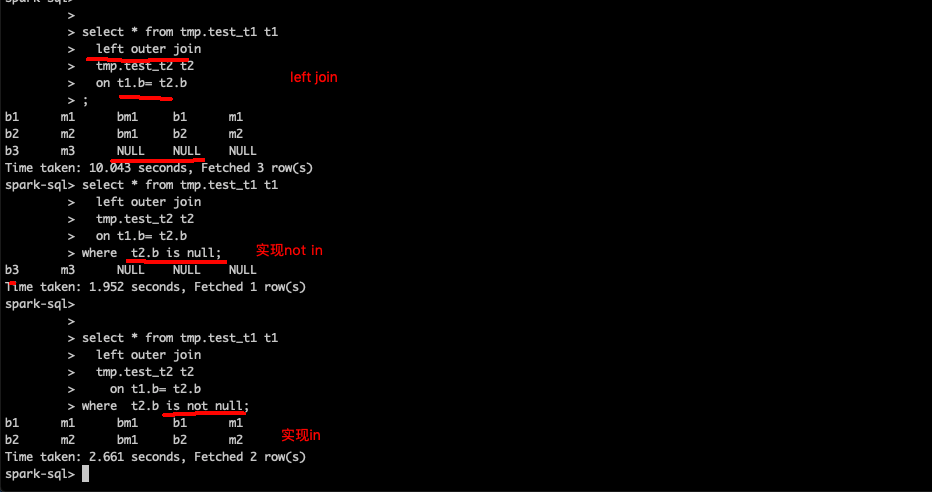 spark-sql>
>
> select * from tmp.test_t1 t1
> left outer join
> tmp.test_t2 t2
> on t1.b= t2.b
left join
> ;
b1 m1 bm1 b1 m1
b2 m2 bm1 b2 m2
b3 m3 NULL NULL NULL
Time taken: 10.043 seconds, Fetched 3 row(s)
spark-sql> select * from tmp.test_t1 t1
> left outer join
> tmp.test_t2 t2
> on t1.b= t2.b
> where t2.b is null;
实现not in
b3 m3 NULL NULL NULL
Time taken: 1.952 seconds, Fetched 1 row(s)
spark-sql>
>
> select * from tmp.test_t1 t1
> left outer join
> tmp.test_t2 t2
> on t1.b= t2.b
> where t2.b is not null;
b1 m1 bm1 b1 m1
b2 m2 bm1 b2 m2
实现in
Time taken: 2.661 seconds, Fetched 2 row(s)
spark-sql>